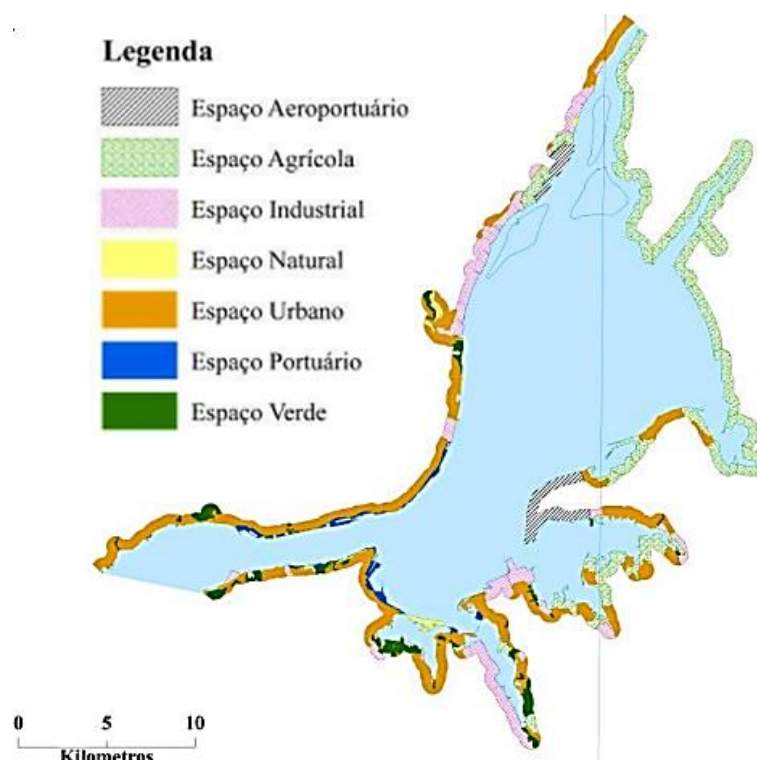 Legenda
Espaço Aeroportuário
Espaço Agrícola
Espaço Industrial
Espaço Natural
Espaço Urbano
Espaço Portuário
Espaço Verde
0 5 10
Kilometros